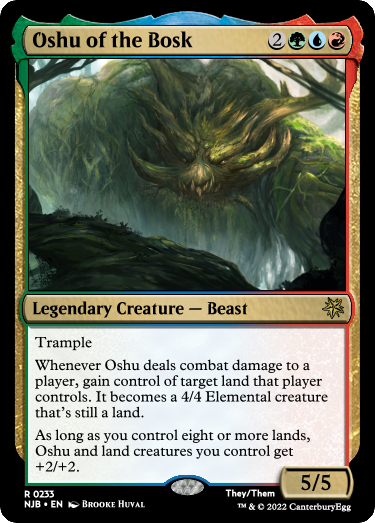 Oshu of the Bosk 2
Legendary Creature — Beast
Trample
Whenever Oshu deals combat damage to a
player, gain control of target land that player
controls. It becomes a 4/4 Elemental creature
that's still a land.
As long as you control eight or more lands,
Oshu and land creatures you control get
+2/+2.
5/5
R 0233
NJB • EN Brooke Huval
They/Them
™ & © 2022 CanterburyEgg